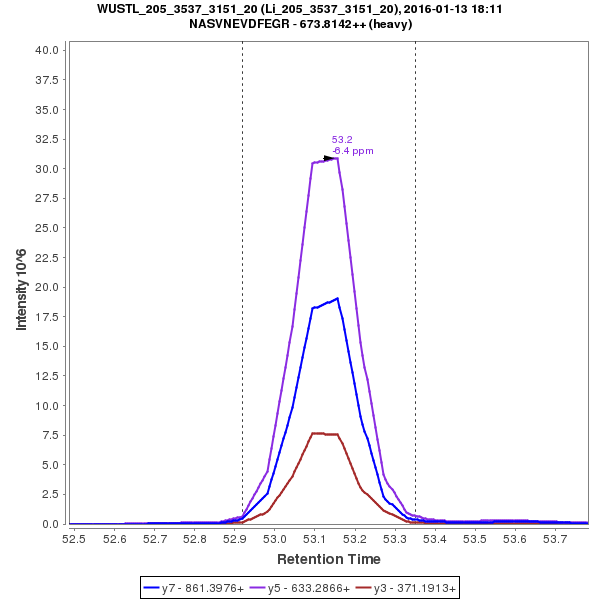 WUSTL_205_3537_3151_20 (Li_205_3537_3151_20), 2016-01-13 18:11
NASVNEVDFEGR - 673.8142++ (heavy)
Intensity 10^6
40.0
37.5
35.0
32.5
30.0
27.5
25.0
22.5
20.0
17.5
15.0
12.5
10.0
7.5
5.0
2.5
0.0
53.2
-6.4 ppm
52.5 52.6 52.7 52.8 52.9 53.0 53.1 53.2 53.3 53.4 53.5 53.6 53.7
Retention Time
y7 - 861.3976+ y5 - 633.2866+ y3 - 371.1913+